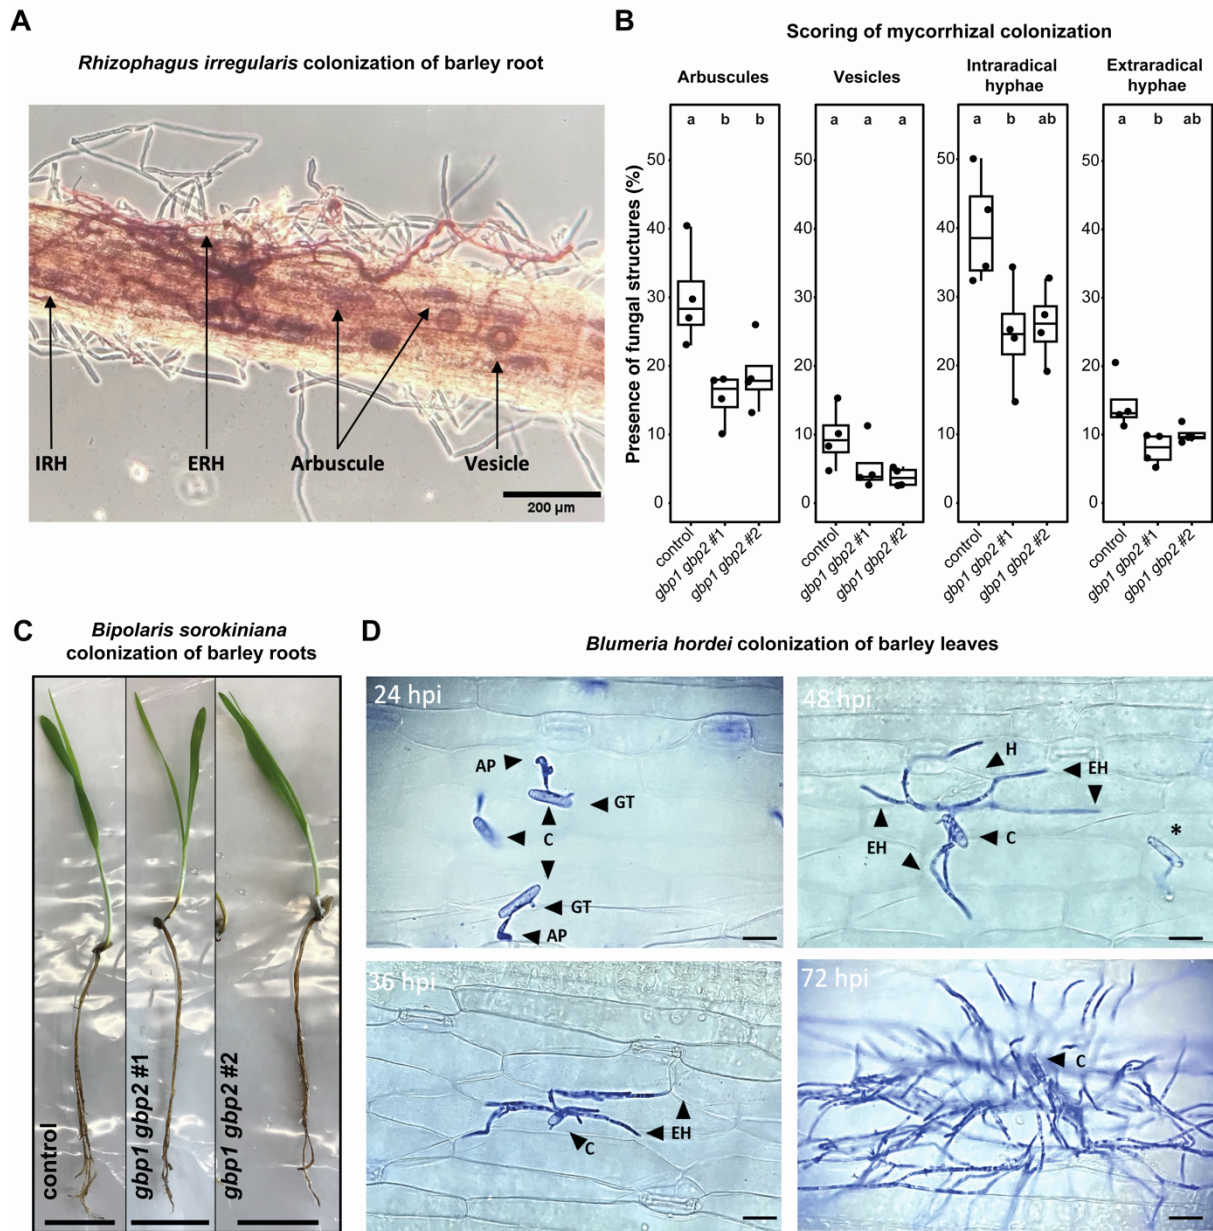 A
Rhizophagus irregularis colonization of barley root
IRH
ERH
Arbuscule
Vesicle
200 µm
B
Scoring of mycorrhizal colonization
Arbuscules
Vesicles
Intraradical
hyphae
Extraradical
hyphae
Presence of fungal structures (%)
a b b
50
40
30
20
10
0
control
gbp1 gbp2 #1
gbp1 gbp2 #2
a a a
50
40
30
20
10
0
control
gbp1 gbp2 #1
gbp1 gbp2 #2
a b ab
50
40
30
20
10
0
control
gbp1 gbp2 #1
gbp1 gbp2 #2
a b ab
50
40
30
20
10
0
control
gbp1 gbp2 #1
gbp1 gbp2 #2
C
Bipolaris sorokiniana
colonization of barley roots
control
gbp1 gbp2 #1
gbp1 gbp2 #2
D
Blumeria hordei colonization of barley leaves
24 hpi
AP
GT
C
GT
AP
48 hpi
H
EH
C
EH
*
36 hpi
EH
C
72 hpi
C